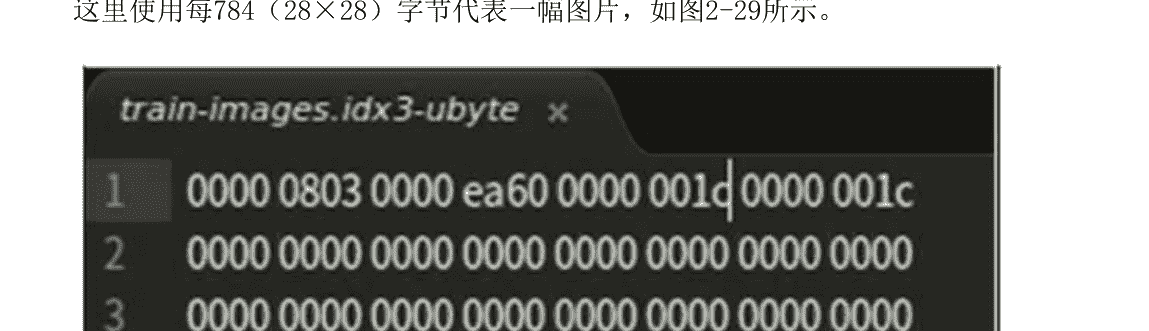 这里使用每784（28×28）字节代表一幅图片，如图2-29所示。
train-images.idx3-ubyte ×
1 0000 0803 0000 ea60 0000 001c 0000 001c
2 0000 0000 0000 0000 0000 0000 0000 0000
3 0000 0000 0000 0000 0000 0000 0000 0000